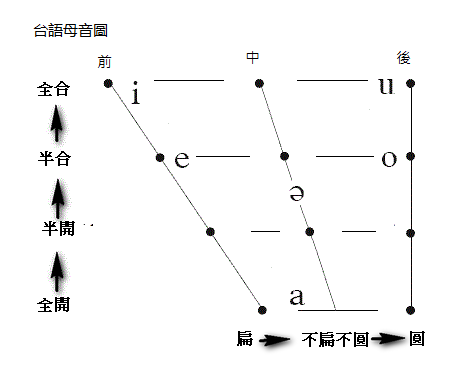 台語母音圖
前 中 後
全合 i u
半合 e o
ə
半開
全開 a
扁 不扁不圓 圓